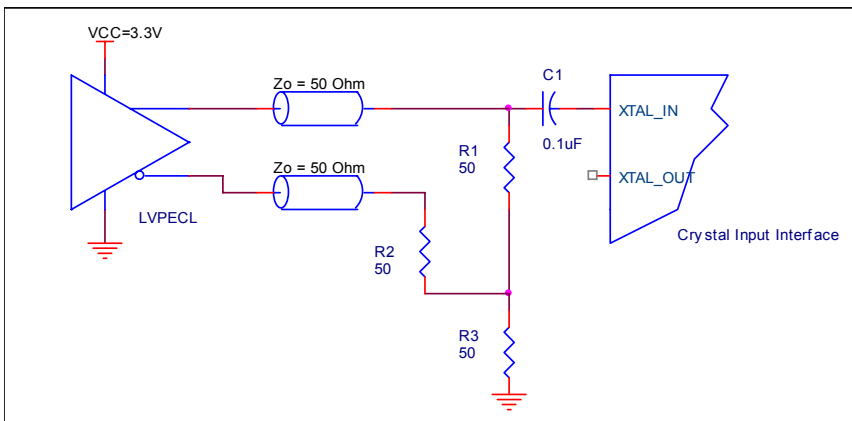 VCC=3.3V
Zo = 50 Ohm
C1
0.1uF
XTAL_IN
R1
50
Zo = 50 Ohm
XTAL_OUT
LVPECL
Crystal Input Interface
R2
50
R3
50